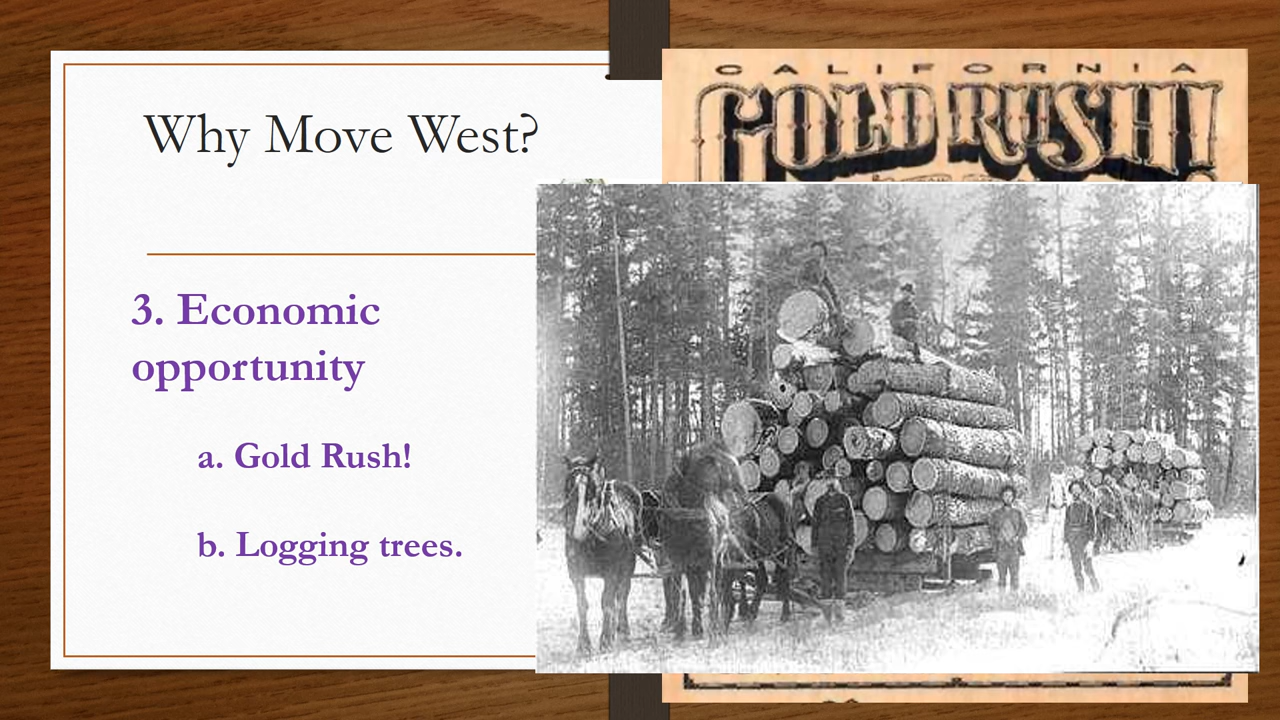 Why Move West?
3. Economic
opportunity
a. Gold Rush!
b. Logging trees.
CALIFORNIA
GOLD RUSH!